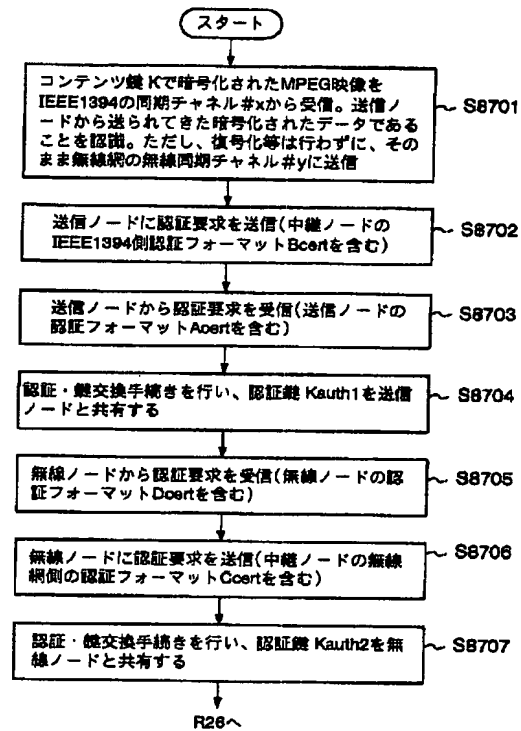 スタート
コンテンツ鍵 Kで暗号化されたMPEG映像を
IEEE1394の同期チャネル#xから受信。送信ノ
ードから送られてきた暗号化されたデータである
ことを認識。ただし、復号化等は行わずに、その
まま無線網の無線同期チャネル#yに送信
S8701
送信ノードに認証要求を送信(中継ノードの
IEEE1394側認証フォーマットBcertを含む)
S8702
送信ノードから認証要求を受信(送信ノードの
認証フォーマットAcertを含む)
S8703
認証・鍵交換手続きを行い、認証鍵 Kauth1を送信
ノードと共有する
S8704
無線ノードから認証要求を受信(無線ノードの認
証フォーマットDcertを含む)
S8705
無線ノードに認証要求を送信(中継ノードの無線
網側の認証フォーマットCcertを含む)
S8706
認証・鍵交換手続きを行い、認証鍵 Kauth2を無
線ノードと共有する
S8707
R26へ